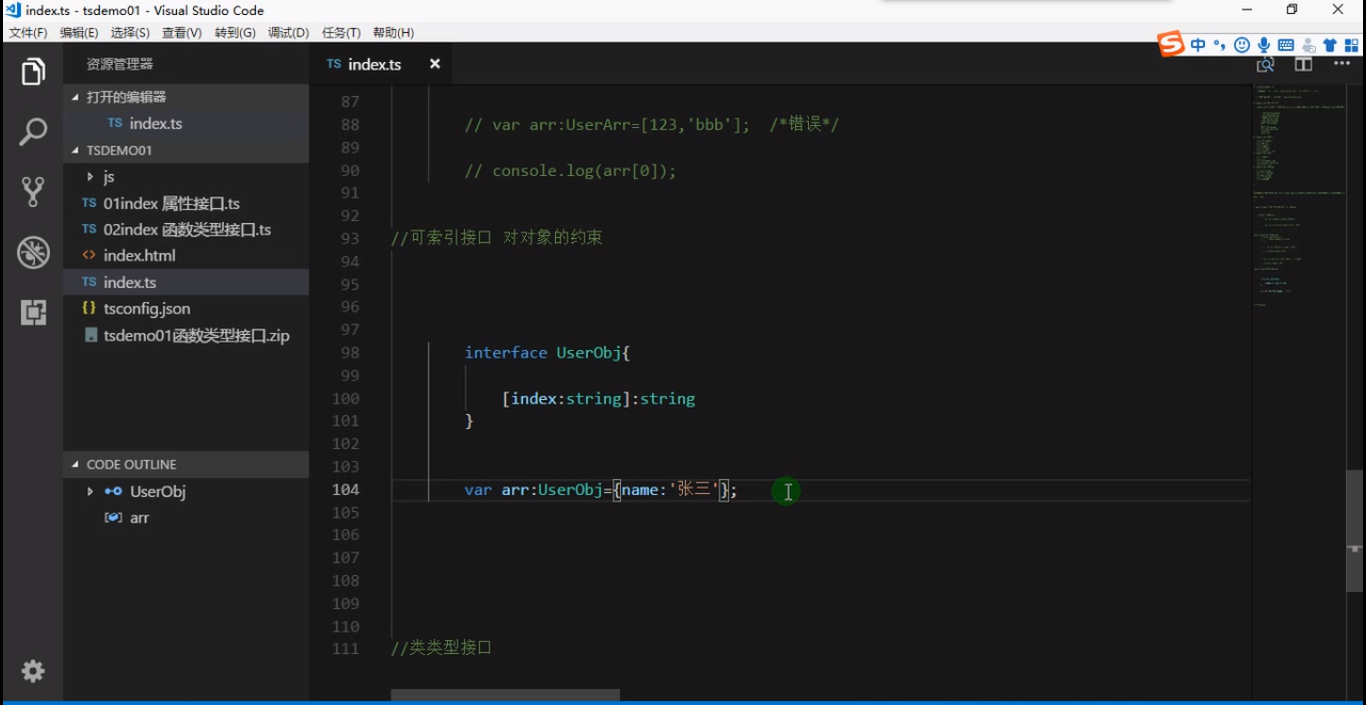 index.ts - tsdemo01 - Visual Studio Code
文件(F) 编辑(E) 选择(S) 查看(V) 转到(G) 调试(D) 任务(T) 帮助(H)
中
资源管理器
TS index.ts
打开的编辑器
TS index.ts
TSDEMO01
js
TS 01index 属性接口.ts
TS 02index 函数类型接口.ts
<> index.html
TS index.ts
{} tsconfig.json
tsdemo01函数类型接口.zip
CODE OUTLINE
UserObj
arr
87
88 // var arr:UserArr=[123,'bbb']; /*错误*/
89
90 // console.log(arr[0]);
91
92
93 //可索引接口 对对象的约束
94
95
96
97
98 interface UserObj{
99
100 [index:string]:string
101 }
102
103
104 var arr:UserObj={name:'张三'};
105
106
107
108
109
110
111 //类类型接口